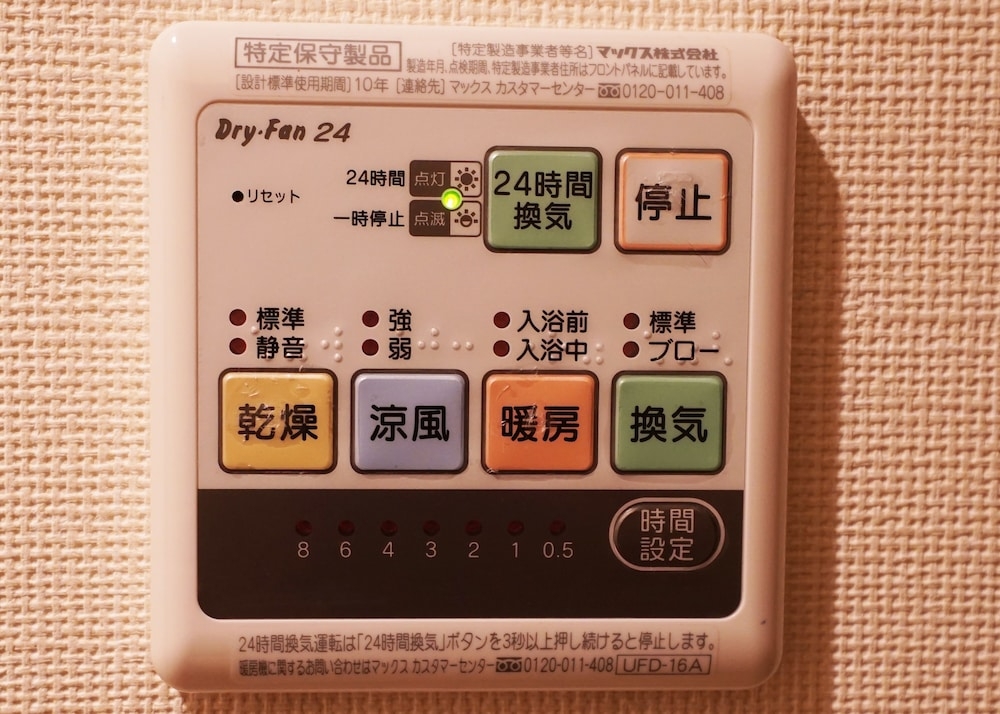 特定保守製品
[特定製造事業者等名] マックス株式会社
製造年月、点検期間、特定製造事業者住所はフロントパネルに記載しています。
[設計標準使用期間] 10年 [連絡先] マックス カスタマーセンター 0120-011-408
Dry・Fan 24
リセット
24時間 点灯
一時停止 点滅
24時間
換気
停止
標準
静音
強
弱
入浴前
入浴中
標準
ブロー
乾燥
涼風
暖房
換気
8 6 4 3 2 1 0.5
時間
設定
24時間換気運転は「24時間換気」ボタンを3秒以上押し続けると停止します。
暖房機に関するお問い合わせはマックス カスタマーセンター 0120-011-408 UFD-16A